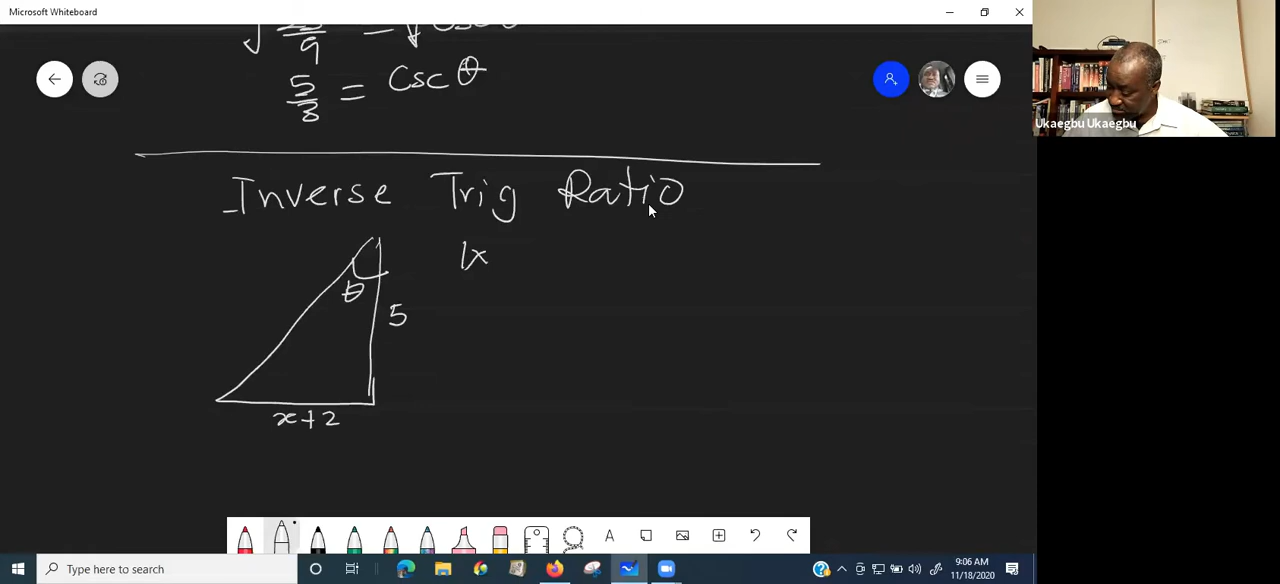 Microsoft Whiteboard
5/3 = Csc θ
Ukaegbu Ukaegbu
Inverse Trig Ratio
1x
θ
5
x+2
A
Type here to search
9:06 AM
11/18/2020